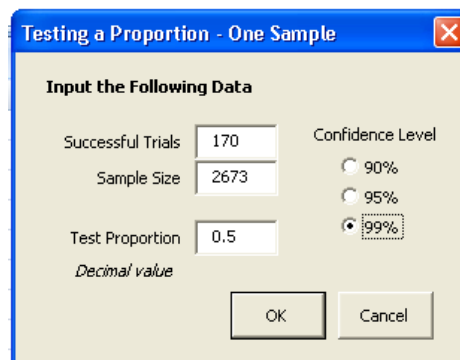 Testing a Proportion - One Sample
Input the Following Data
Successful Trials 170
Sample Size 2673
Test Proportion 0.5
Decimal value
Confidence Level
90%
95%
99%
OK Cancel